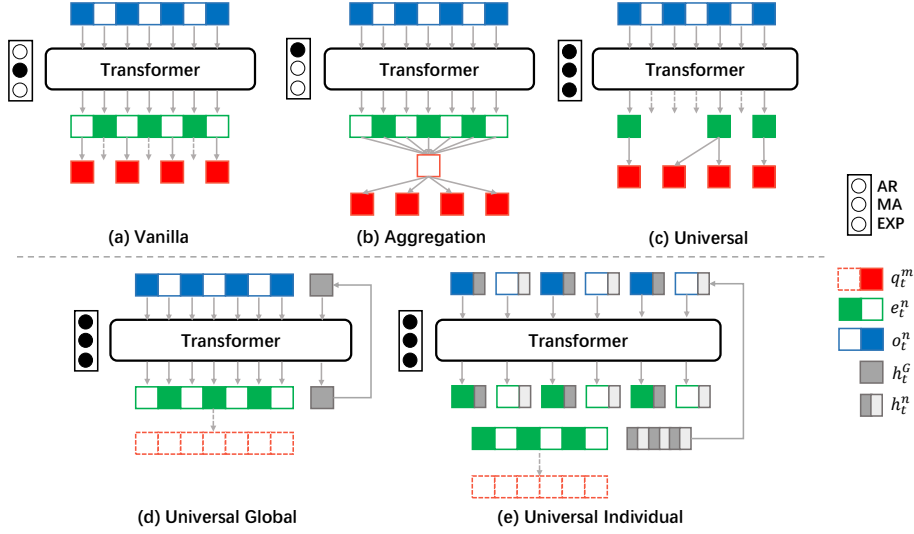 Transformer
Transformer
Transformer
(a) Vanilla
(b) Aggregation
(c) Universal
AR
MA
EXP
Transformer
Transformer
(d) Universal Global
(e) Universal Individual
$q_t^m$
$e_t^n$
$o_t^n$
$h_t^G$
$h_t^n$